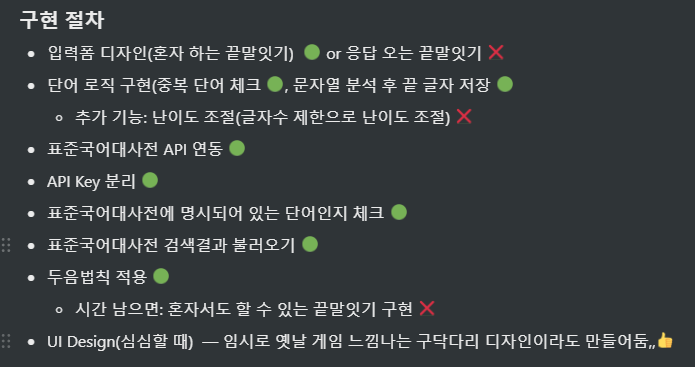 구현 절차
• 입력폼 디자인(혼자 하는 끝말잇기) 🟢 or 응답 오는 끝말잇기 ❌
• 단어 로직 구현(중복 단어 체크 🟢, 문자열 분석 후 끝 글자 저장 🟢
◦ 추가 기능: 난이도 조절(글자수 제한으로 난이도 조절) ❌
• 표준국어대사전 API 연동 🟢
• API Key 분리 🟢
• 표준국어대사전에 명시되어 있는 단어인지 체크 🟢
• 표준국어대사전 검색결과 불러오기 🟢
• 두음법칙 적용 🟢
◦ 시간 남으면: 혼자서도 할 수 있는 끝말잇기 구현 ❌
• UI Design(심심할 때) — 임시로 옛날 게임 느낌나는 구닥다리 디자인이라도 만들어둠,,👍